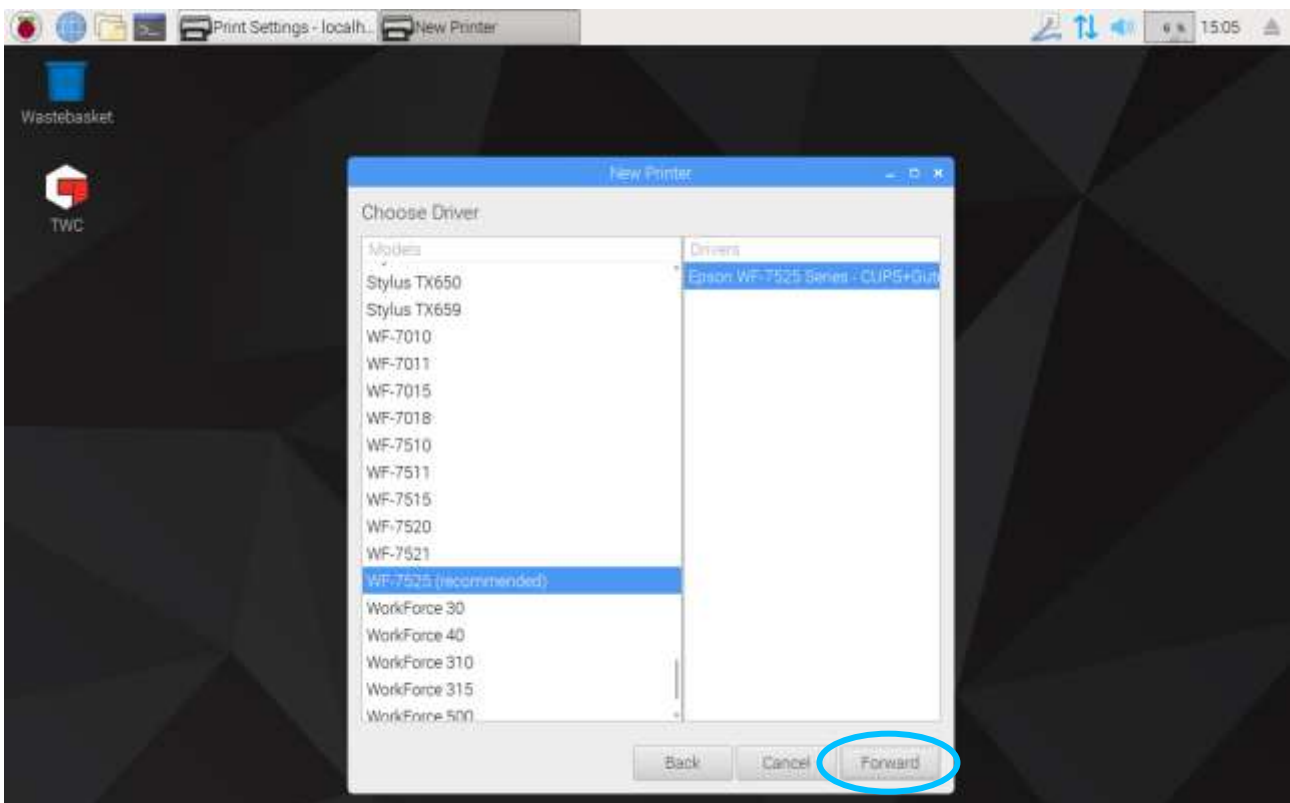 Print Settings - localh.. New Printer 6 % 15:05
Wastebasket
TWC
New Printer
Choose Driver
Models Drivers
Stylus TX650 Epson WF-7525 Series - CUPS+Gut
Stylus TX659
WF-7010
WF-7011
WF-7015
WF-7018
WF-7510
WF-7511
WF-7515
WF-7520
WF-7521
WF-7525 (recommended)
WorkForce 30
WorkForce 40
WorkForce 310
WorkForce 315
WorkForce 500
Back Cancel Forward